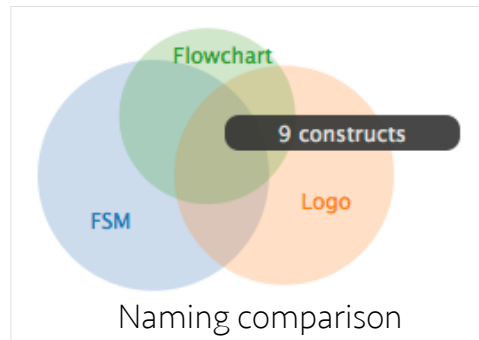 Flowchart
9 constructs
Logo
FSM
Naming comparison